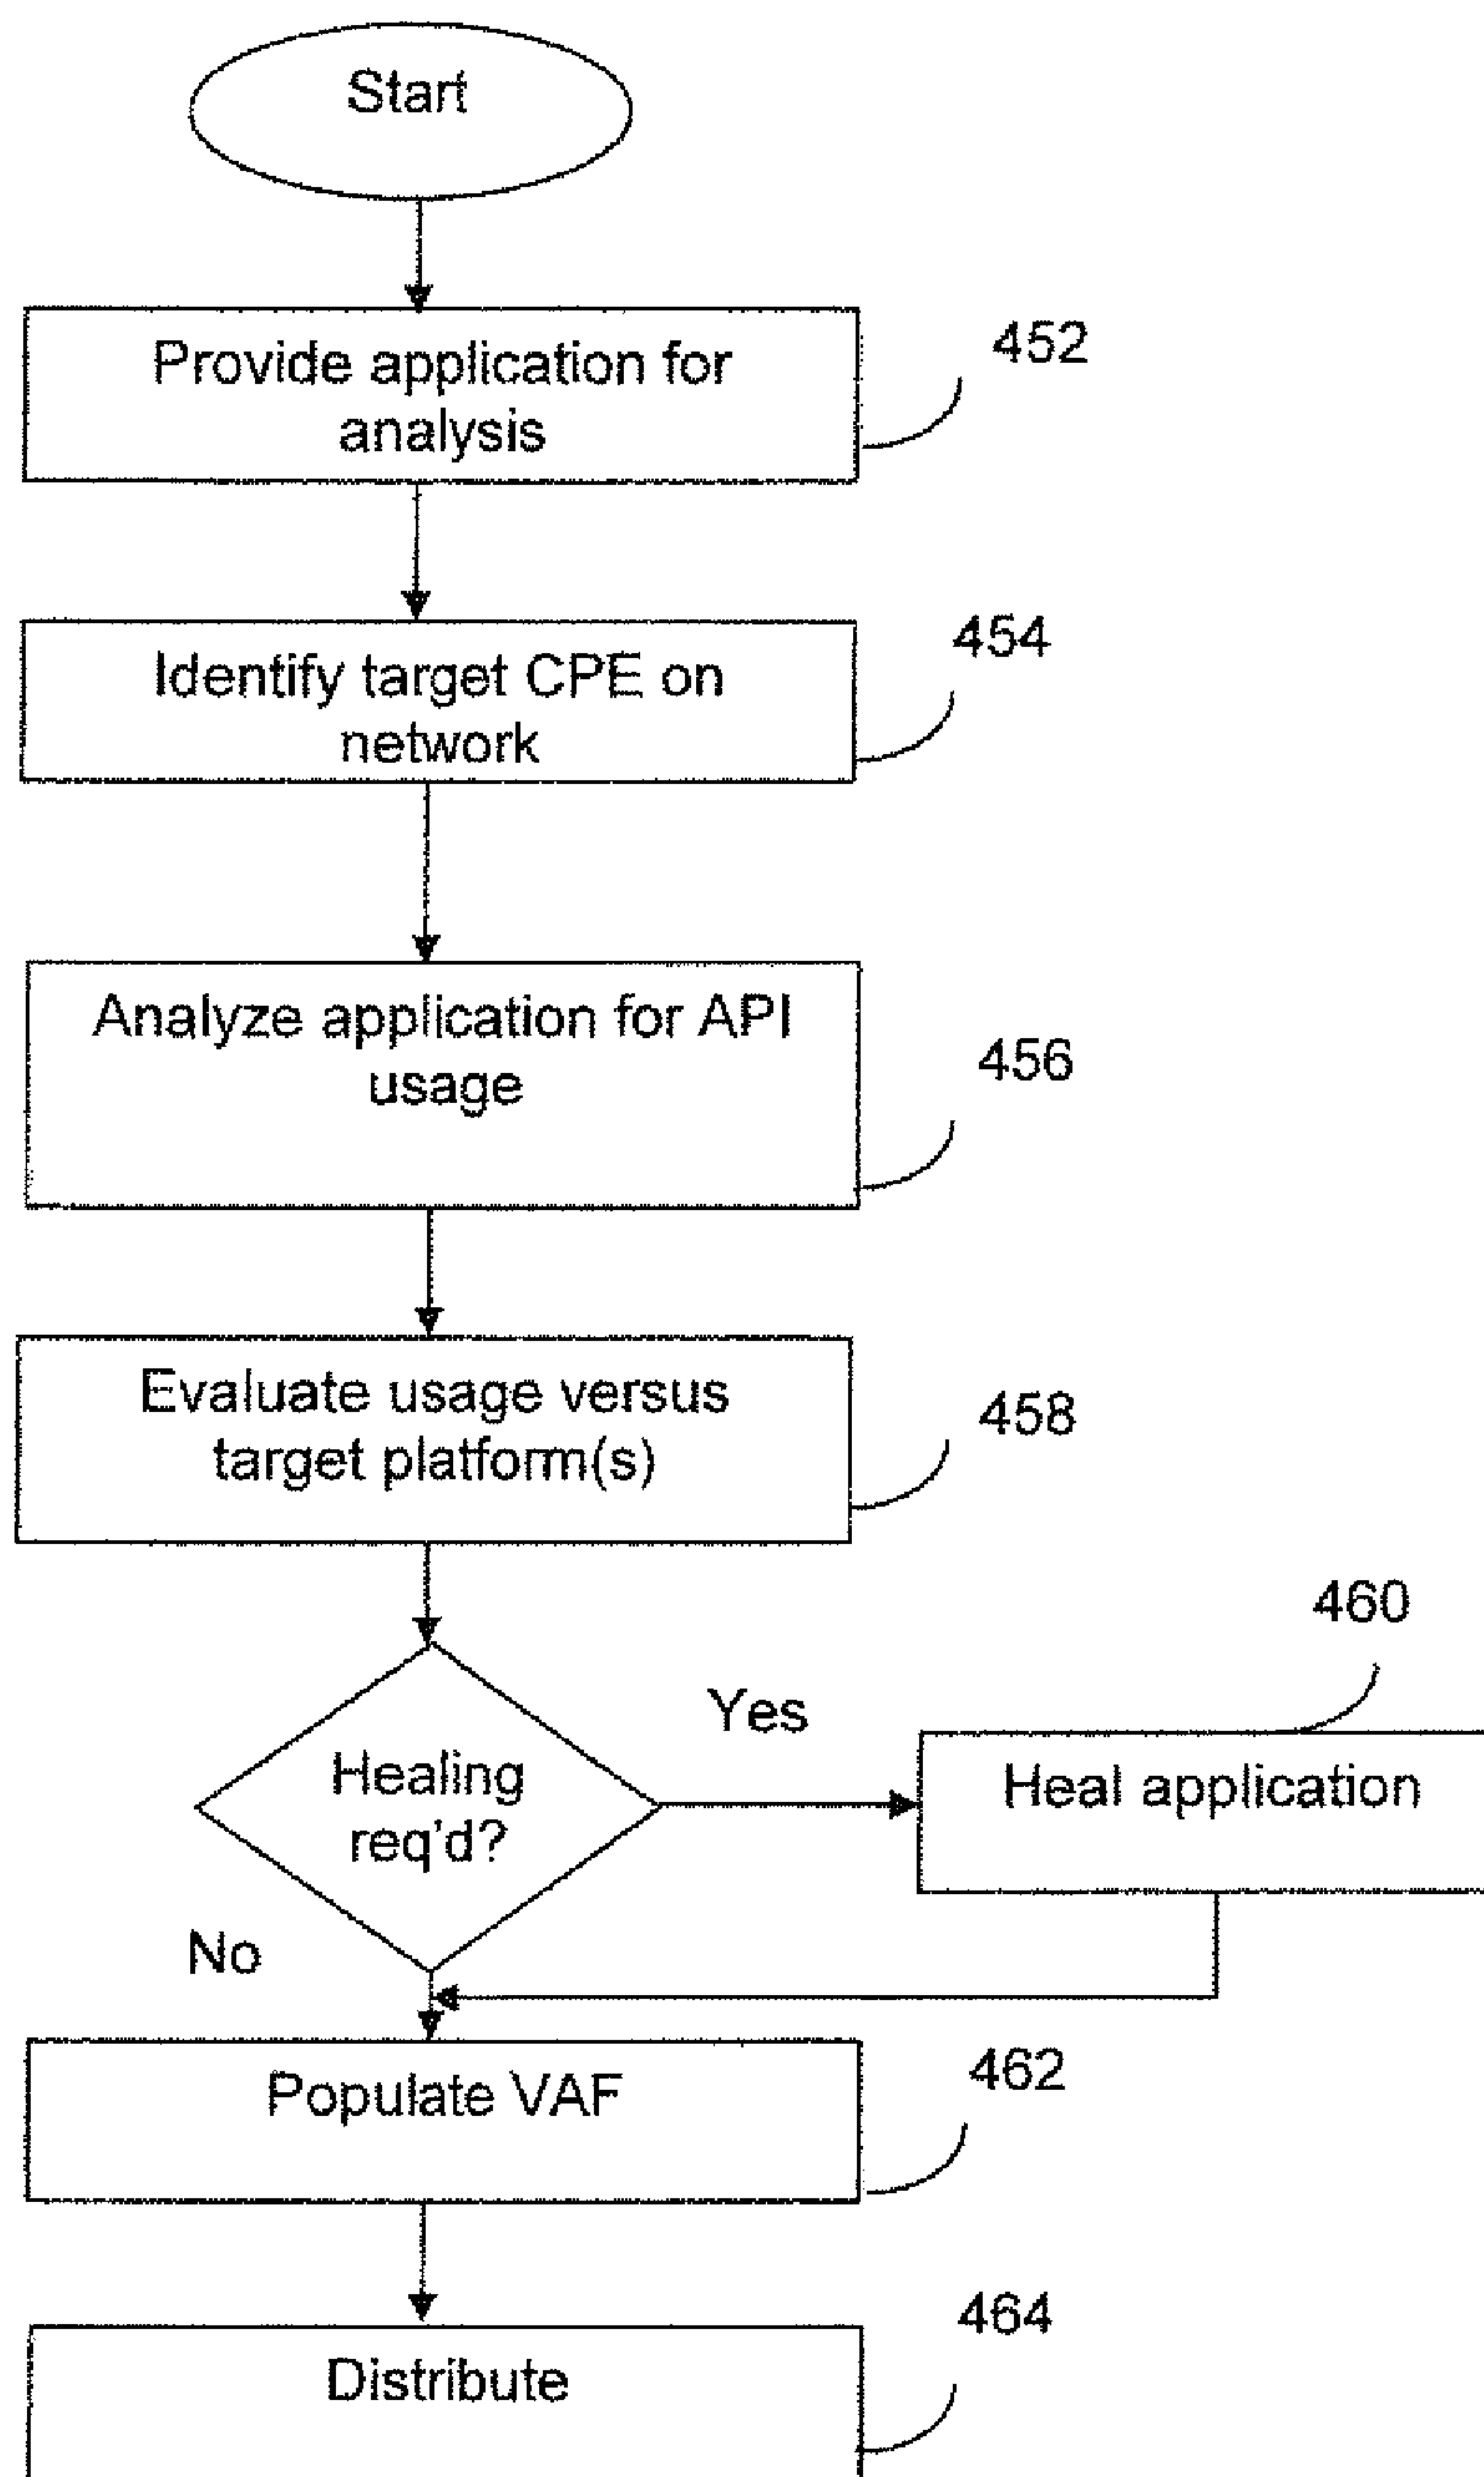 Start
Provide application for
analysis
452
Identify target CPE on
network
454
Analyze application for API
usage
456
Evaluate usage versus
target platform(s)
458
Healing
req'd?
Yes
460
Heal application
No
Populate VAF
462
Distribute
464